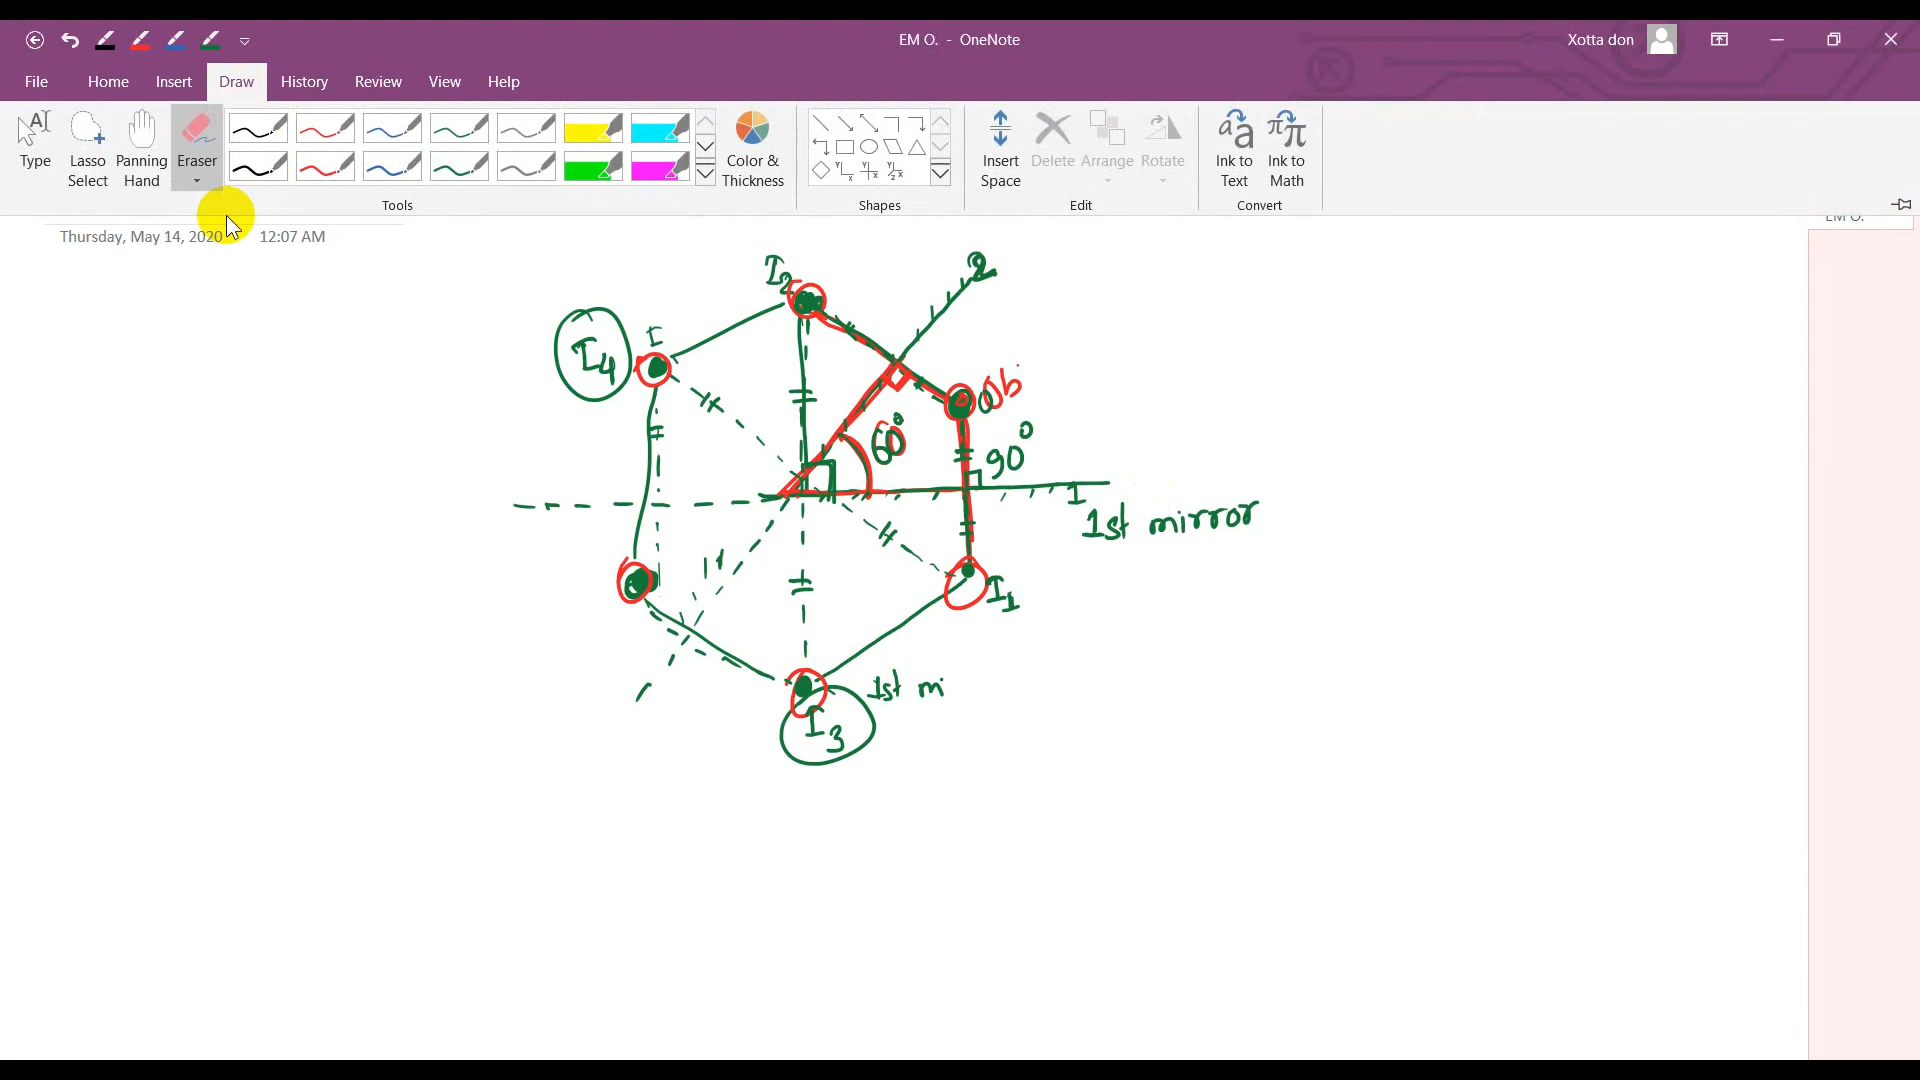 EM O. - OneNote
Xotta don
File Home Insert Draw History Review View Help
Type
Lasso Select
Panning Hand
Eraser
Color & Thickness
Insert Space
Delete
Arrange
Rotate
Ink to Text
Ink to Math
Tools
Shapes
Edit
Convert
EM O.
Thursday, May 14, 2020 12:07 AM
I2
2
I4
I
Ob
60°
90°
1
1st mirror
I1
1st mi
I3